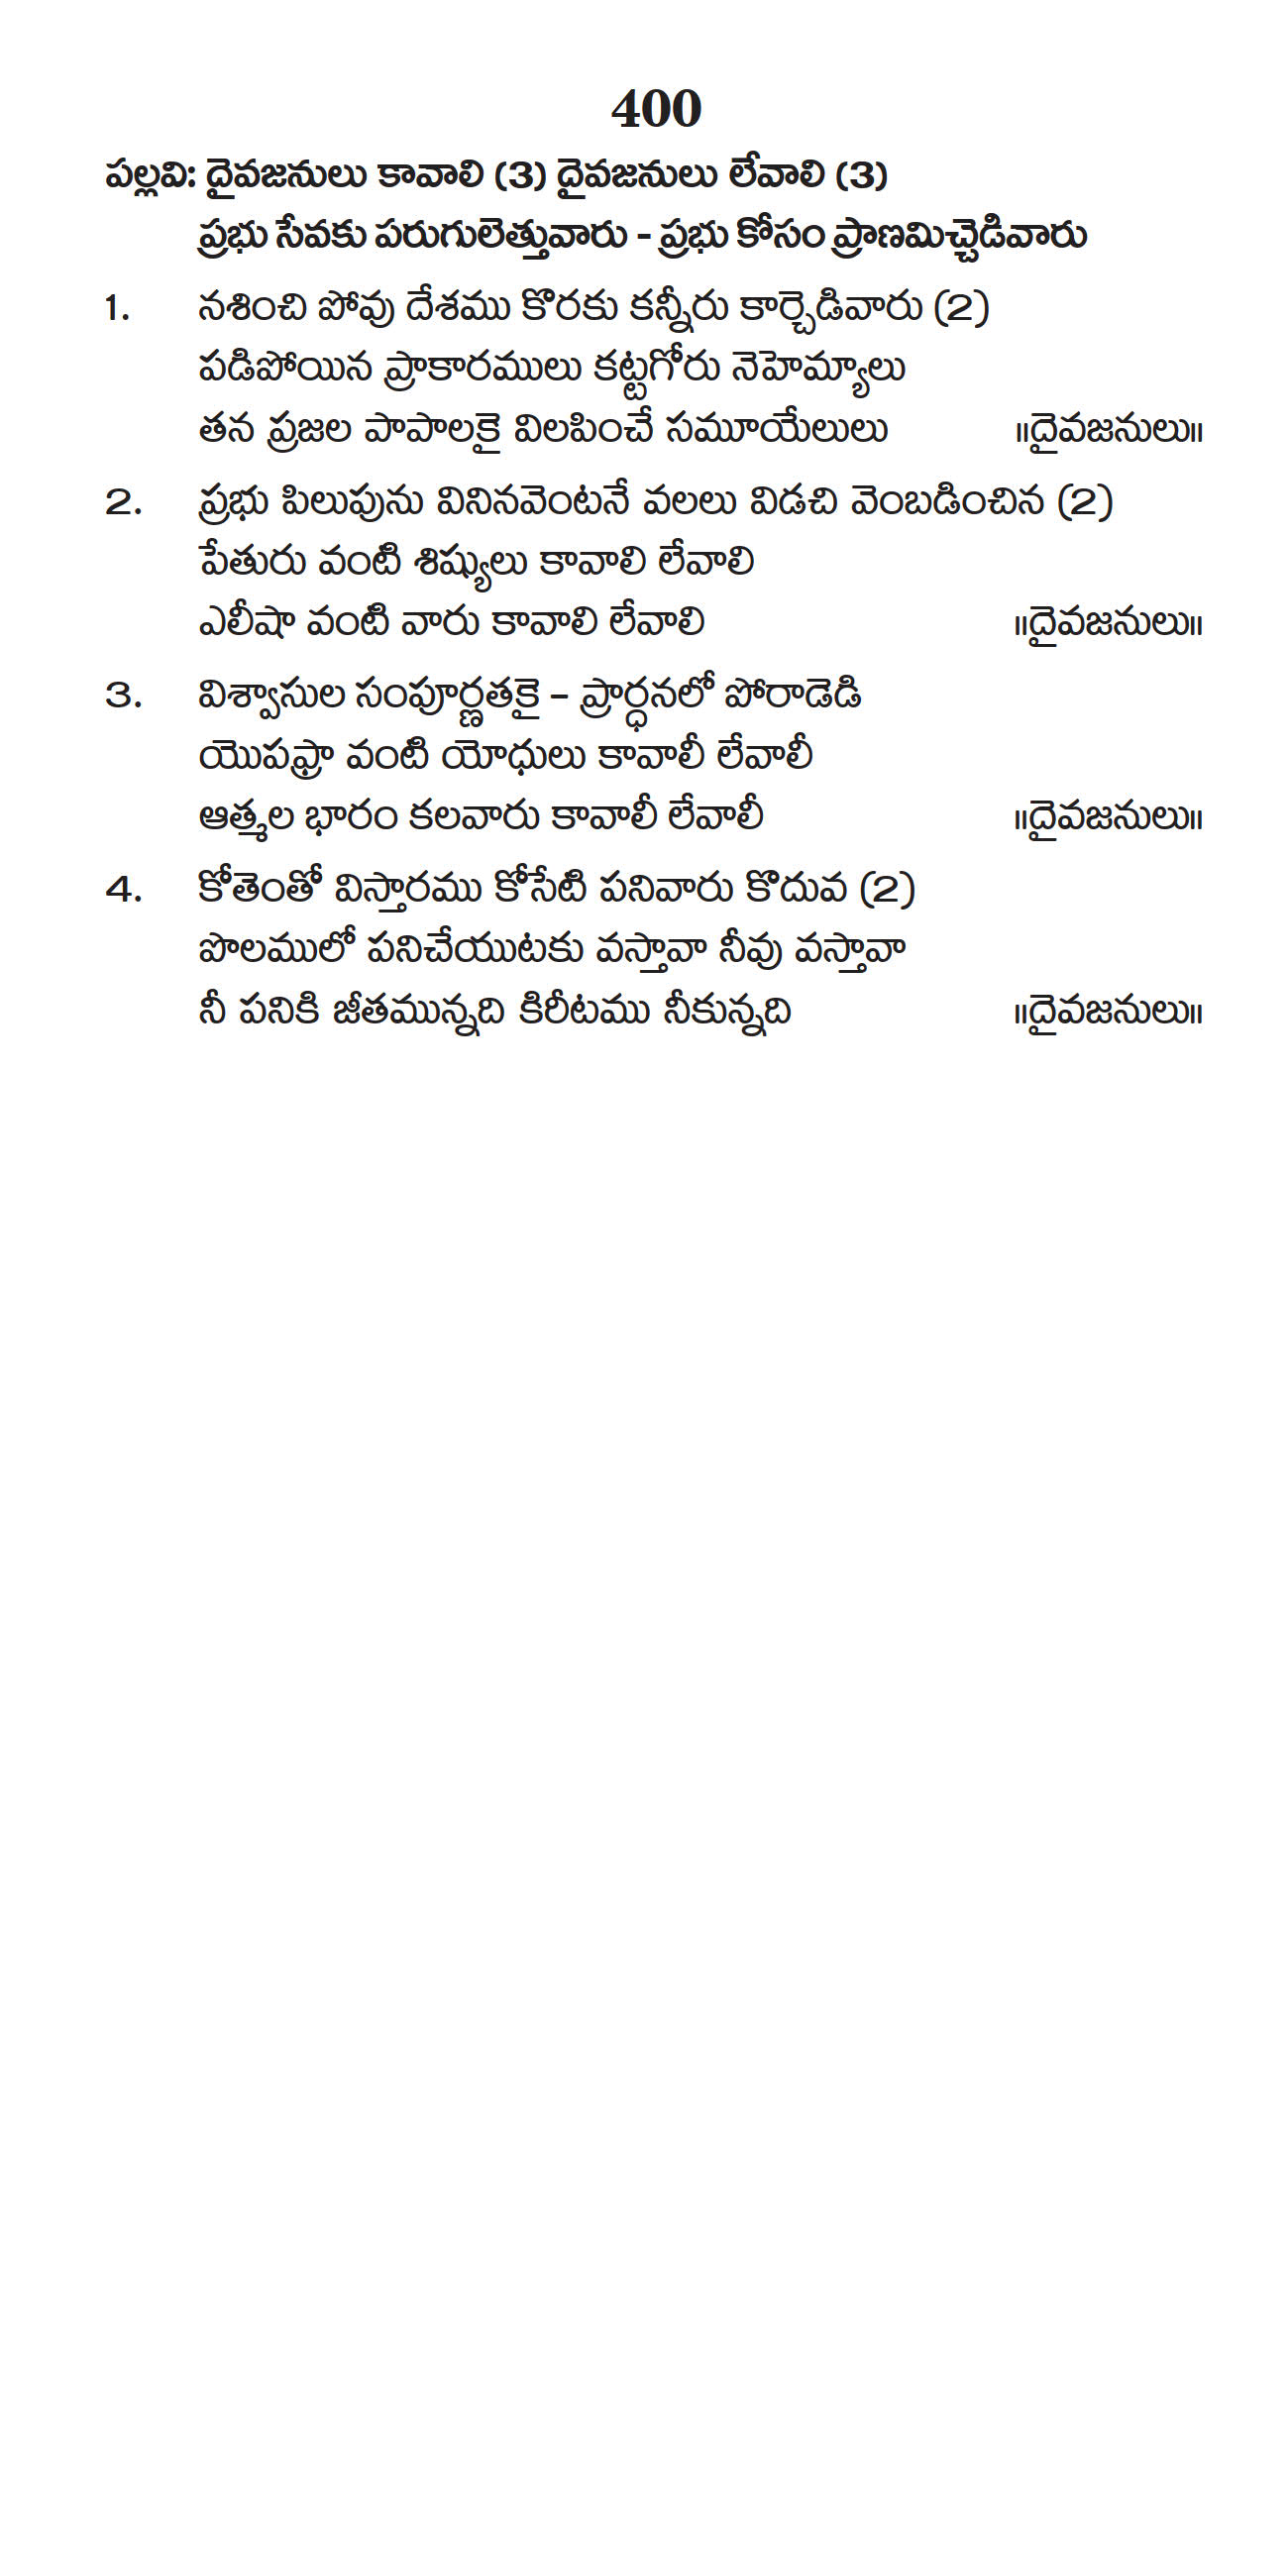 400
పల్లవి: దైవజనులు కావాలి (3) దైవజనులు లేవాలి (3)
ప్రభు సేవకు పరుగులెత్తువారు - ప్రభు కోసం ప్రాణమిచ్చెడివారు
1. నశించి పోవు దేశము కొరకు కన్నీరు కార్చెడివారు (2)
పడిపోయిన ప్రాకారములు కట్టగోరు నెహెమ్యాలు
తన ప్రజల పాపాలకై విలపించే సమూయేలులు ॥దైవజనులు॥
2. ప్రభు పిలుపును వినినవెంటనే వలలు విడచి వెంబడించిన (2)
పేతురు వంటి శిష్యులు కావాలి లేవాలి
ఎలీషా వంటి వారు కావాలి లేవాలి ॥దైవజనులు॥
3. విశ్వాసుల సంపూర్ణతకై – ప్రార్ధనలో పోరాడెడి
యొపఫ్రా వంటి యోధులు కావాలీ లేవాలీ
ఆత్మల భారం కలవారు కావాలీ లేవాలీ ॥దైవజనులు॥
4. కోతెంతో విస్తారము కోసేటి పనివారు కొదువ (2)
పొలములో పనిచేయుటకు వస్తావా నీవు వస్తావా
నీ పనికి జీతమున్నది కిరీటము నీకున్నది ॥దైవజనులు॥